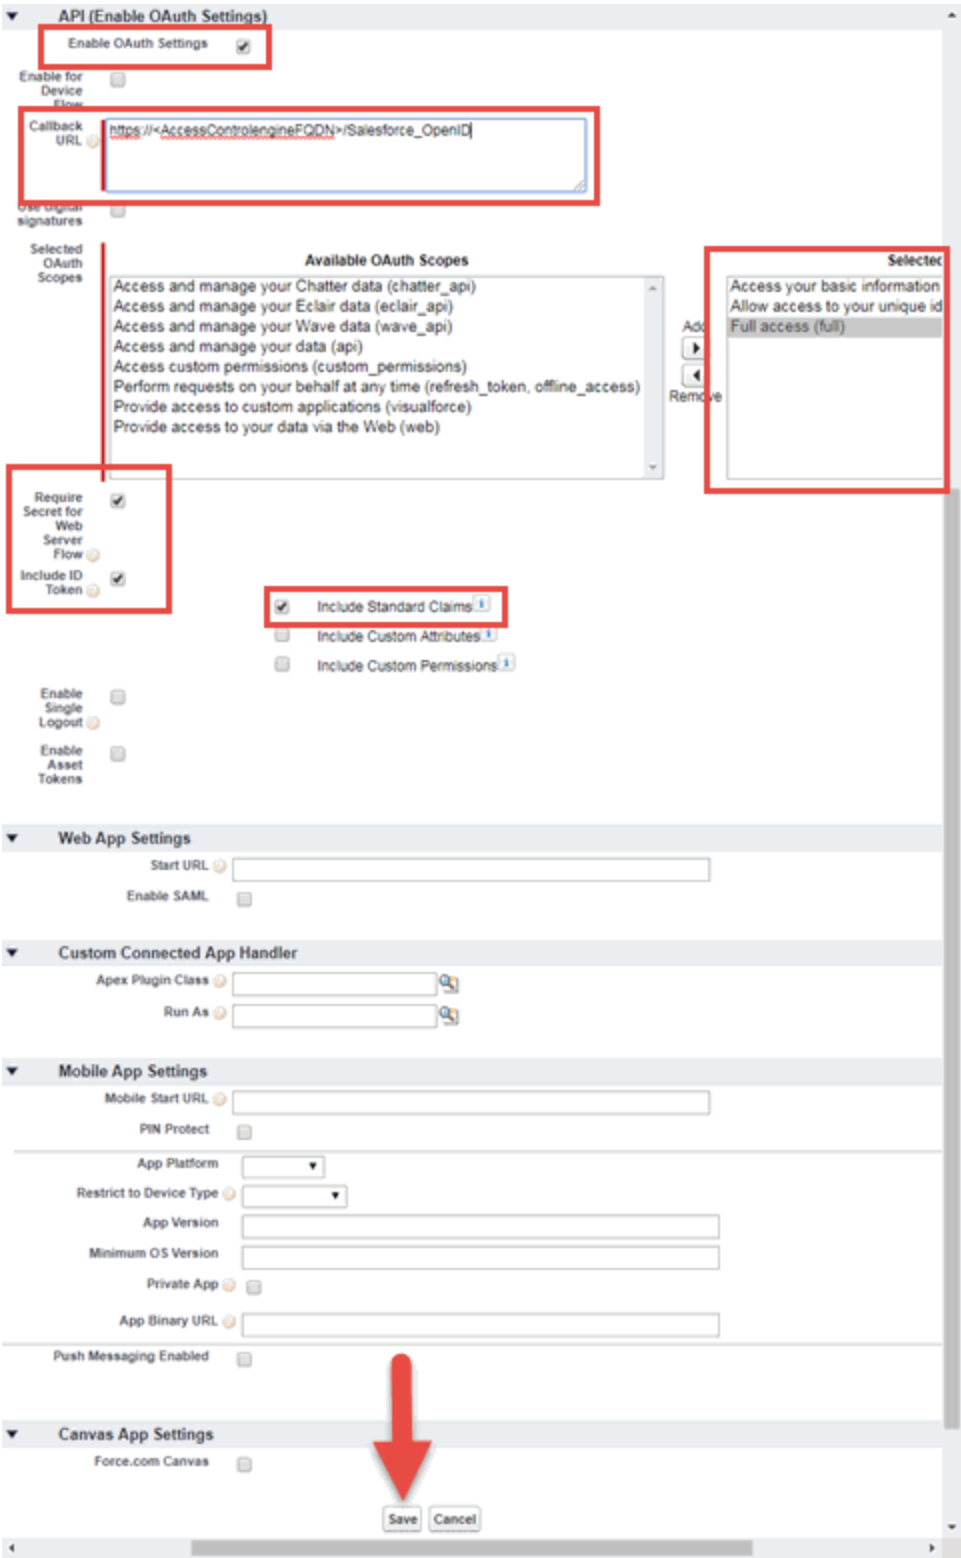 API (Enable OAuth Settings)
Enable OAuth Settings
Enable for
Device
Flow
Callback
URL
https://<AccessControlengineFQDN>/Salesforce_OpenID
Use digital
signatures
Selected
OAuth
Scopes
Available OAuth Scopes
Access and manage your Chatter data (chatter_api)
Access and manage your Eclair data (eclair_api)
Access and manage your Wave data (wave_api)
Access and manage your data (api)
Access custom permissions (custom_permissions)
Perform requests on your behalf at any time (refresh_token, offline_access)
Provide access to custom applications (visualforce)
Provide access to your data via the Web (web)
Add
Remove
Selected
Access your basic information
Allow access to your unique id
Full access (full)
Require
Secret for
Web
Server
Flow
Include ID
Token
Include Standard Claims
Include Custom Attributes
Include Custom Permissions
Enable
Single
Logout
Enable
Asset
Tokens
Web App Settings
Start URL
Enable SAML
Custom Connected App Handler
Apex Plugin Class
Run As
Mobile App Settings
Mobile Start URL
PIN Protect
App Platform
Restrict to Device Type
App Version
Minimum OS Version
Private App
App Binary URL
Push Messaging Enabled
Canvas App Settings
Force.com Canvas
Save Cancel